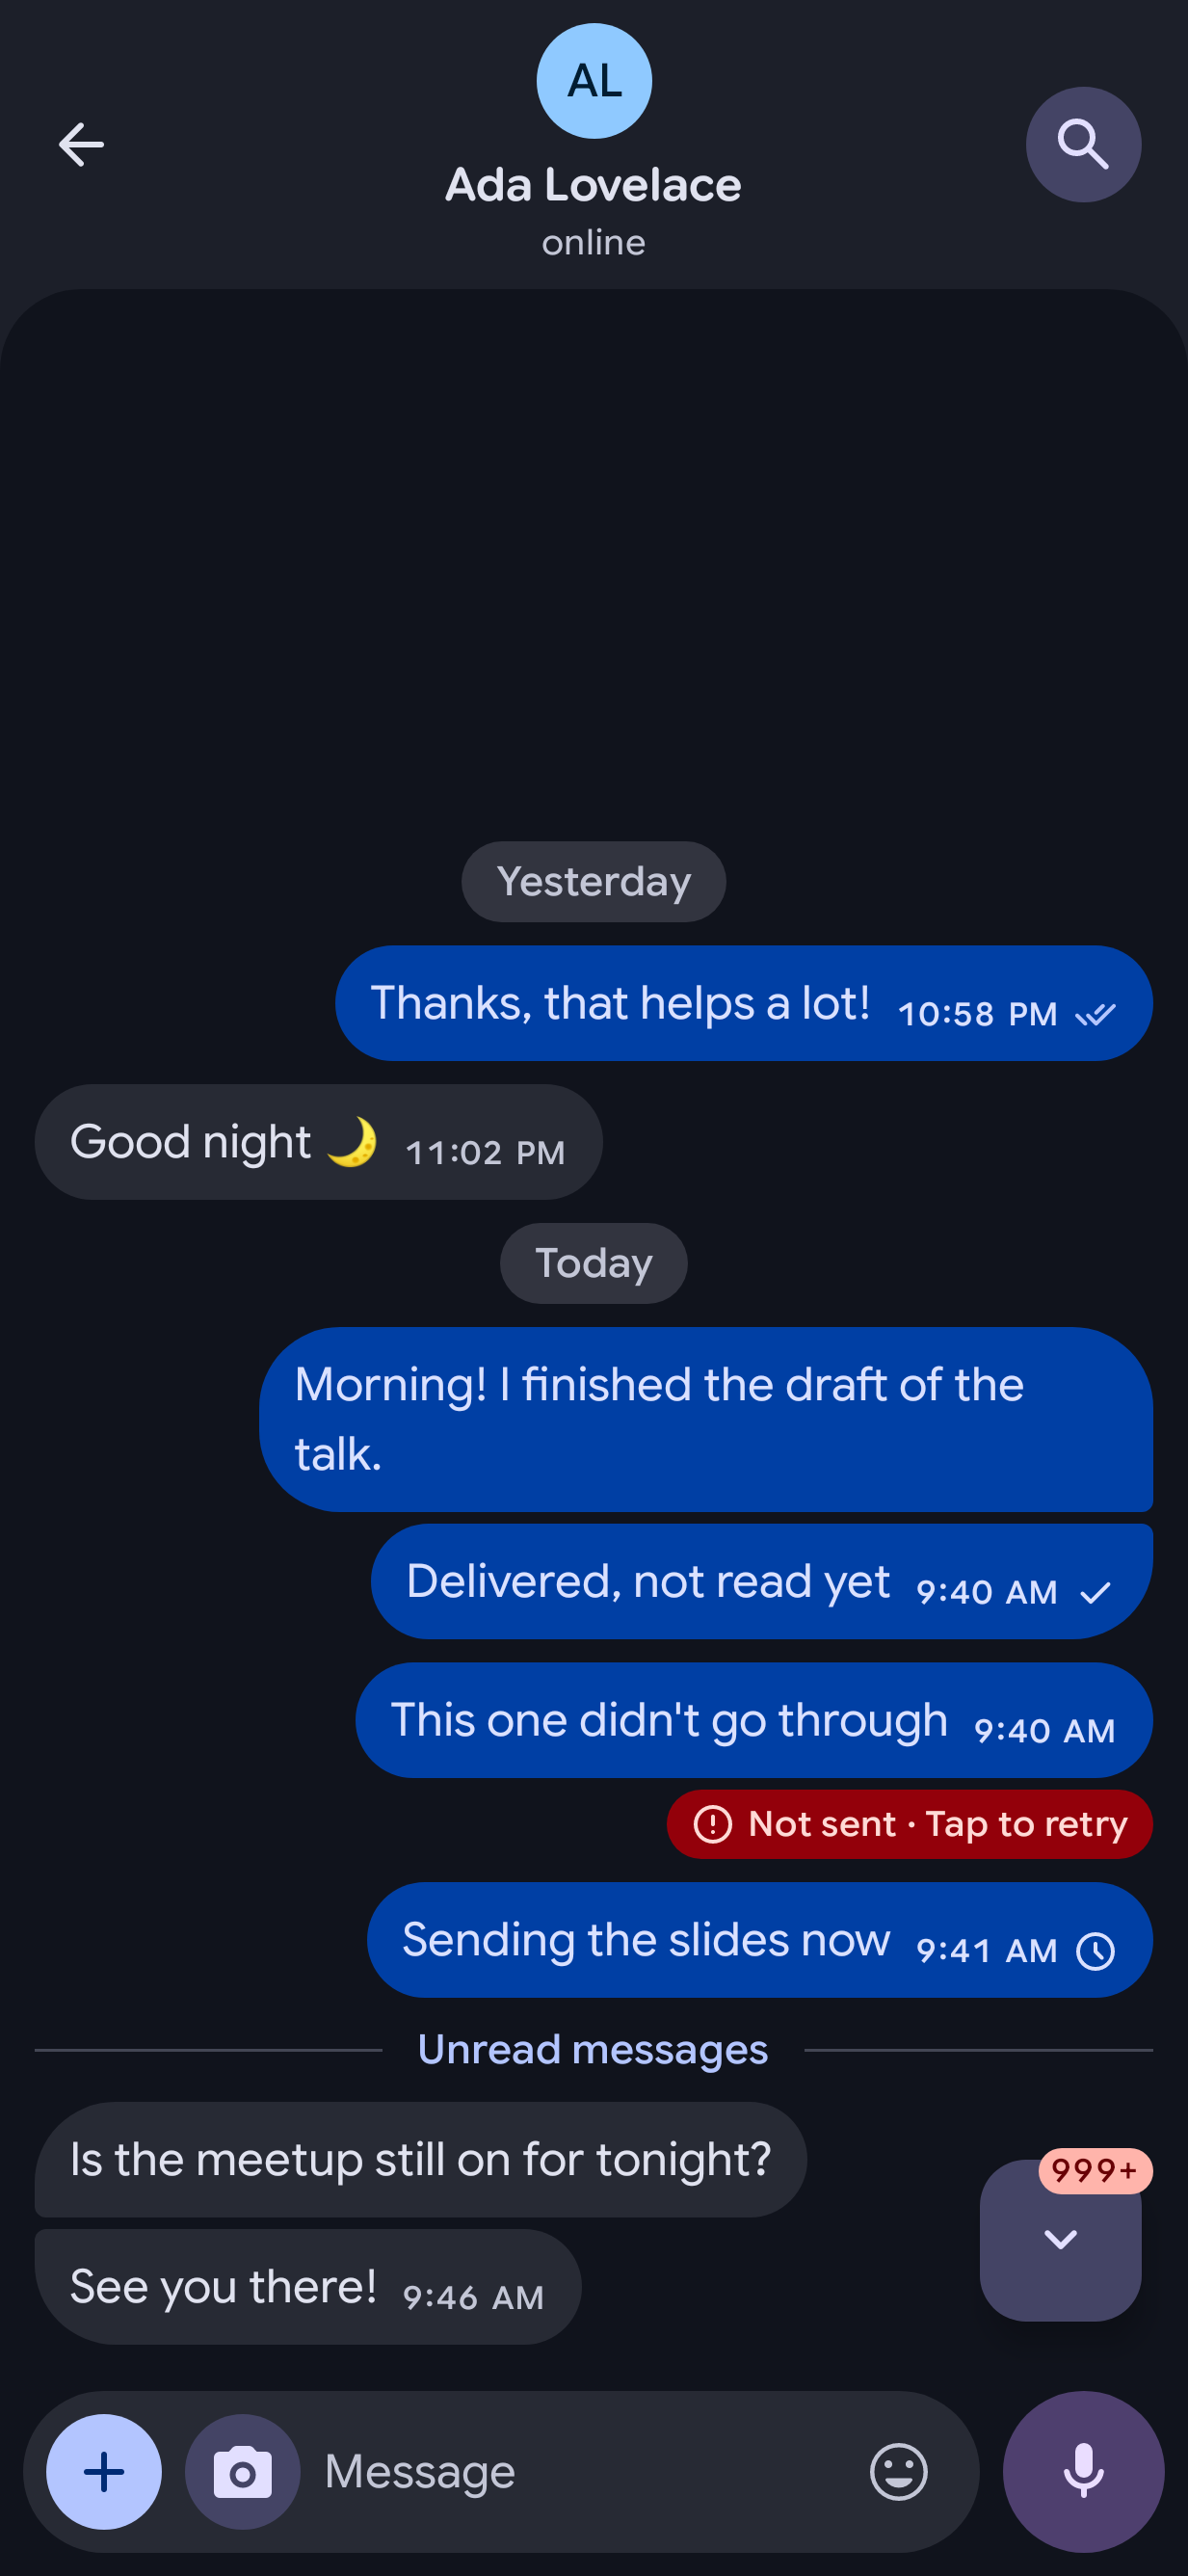 AL
Ada Lovelace
online
Yesterday
Thanks, that helps a lot! 10:58 PM
Good night 🌙 11:02 PM
Today
Morning! I finished the draft of the
talk.
Delivered, not read yet 9:40 AM
This one didn't go through 9:40 AM
Not sent · Tap to retry
Sending the slides now 9:41 AM
Unread messages
Is the meetup still on for tonight?
999+
See you there! 9:46 AM
Message